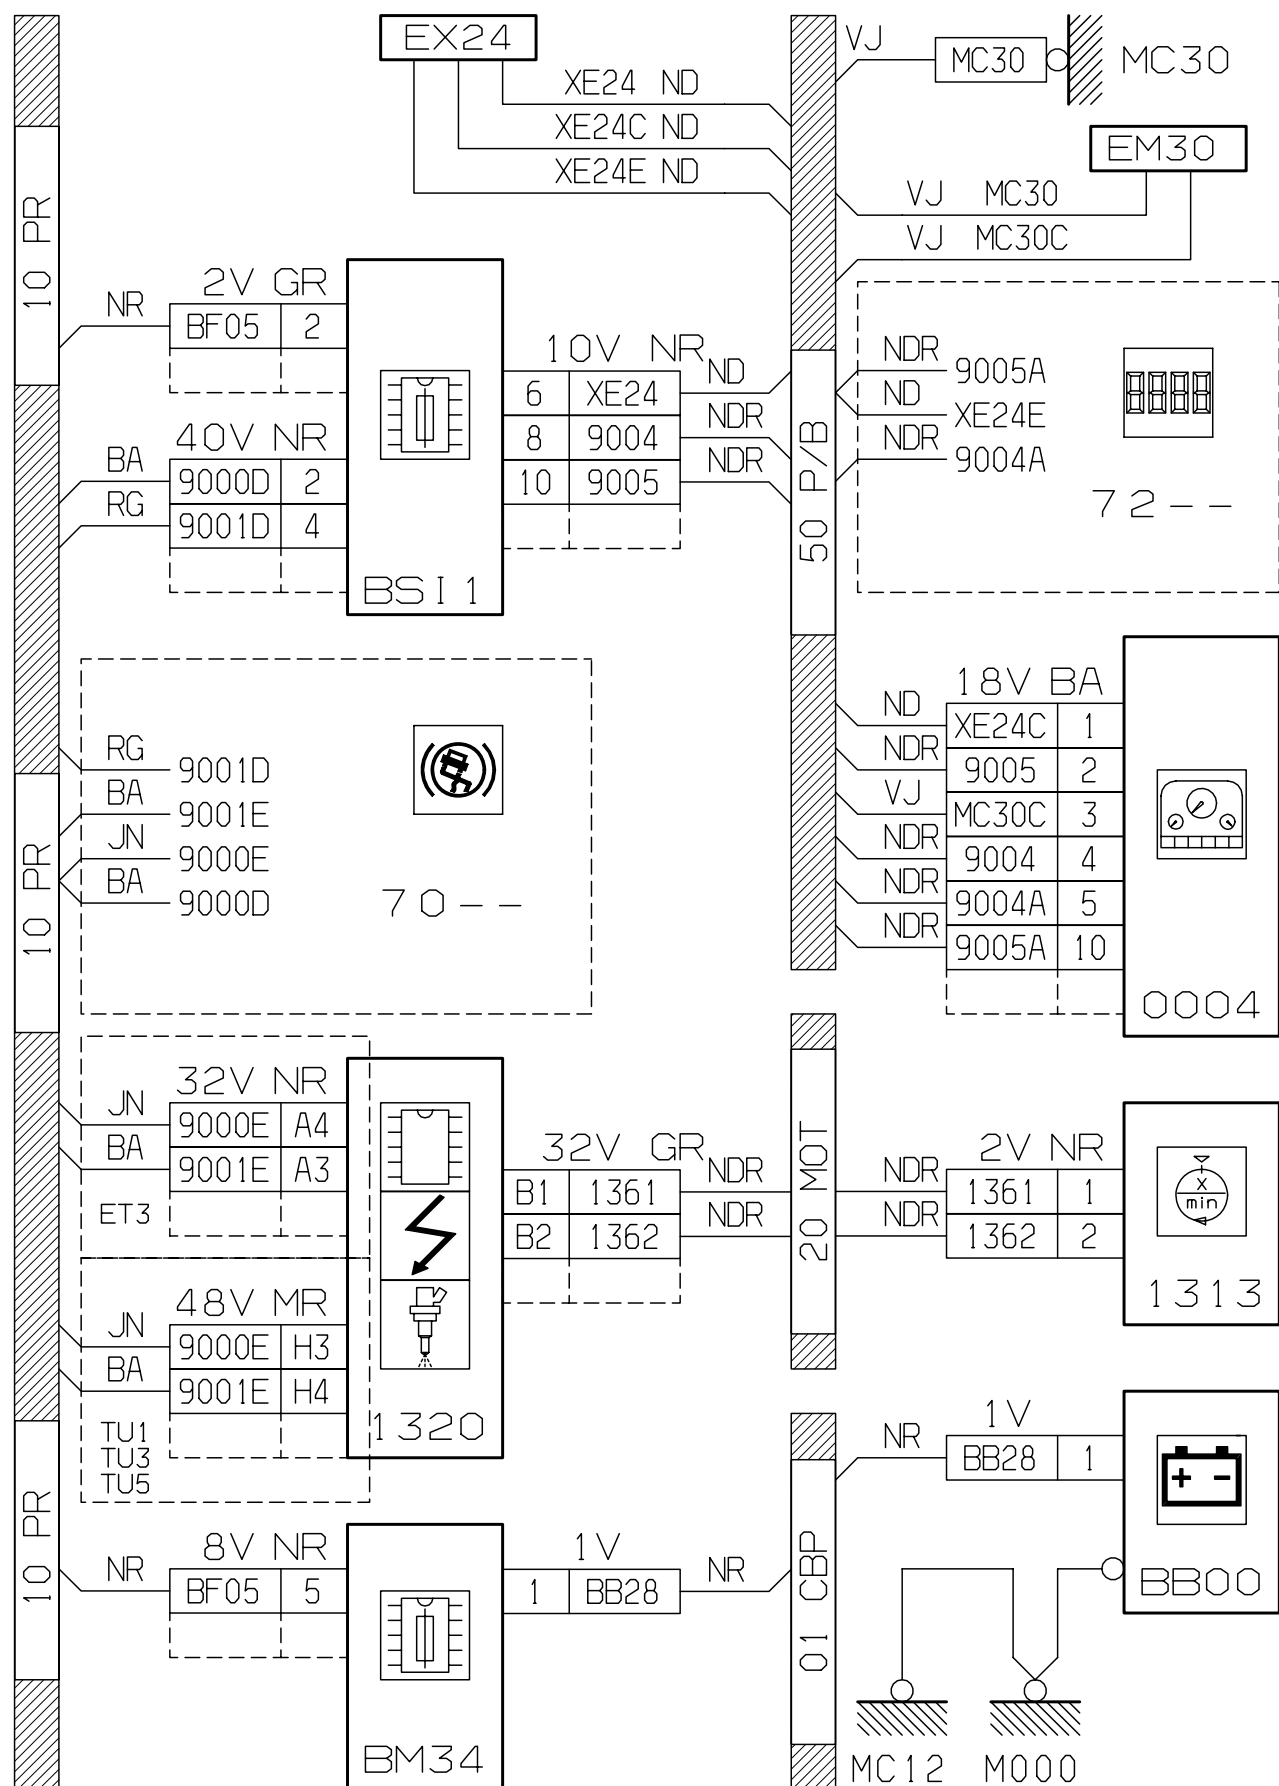 EX24
VJ
MC30
MC30
XE24 ND
XE24C ND
XE24E ND
EM30
VJ MC30
VJ MC30C
10 PR
2V GR
NR
BF05 2
10V NR
6 XE24 ND
8 9004 NDR
10 9005 NDR
40V NR
BA 9000D 2
RG 9001D 4
BSI1
50 P/B
NDR 9005A
ND XE24E
NDR 9004A
72--
RG 9001D
BA 9001E
JN 9000E
BA 9000D
70--
10 PR
18V BA
ND XE24C 1
NDR 9005 2
VJ MC30C 3
NDR 9004 4
NDR 9004A 5
NDR 9005A 10
0004
32V NR
JN 9000E A4
BA 9001E A3
ET3
32V GR
B1 1361 NDR
B2 1362 NDR
20 MOT
2V NR
NDR 1361 1
NDR 1362 2
x
min
1313
48V MR
JN 9000E H3
BA 9001E H4
TU1
TU3
TU5
1320
10 PR
1V
NR BB28 1
+ -
BB00
8V NR
NR BF05 5
1V
1 BB28 NR
01 CBP
BM34
MC12
M000